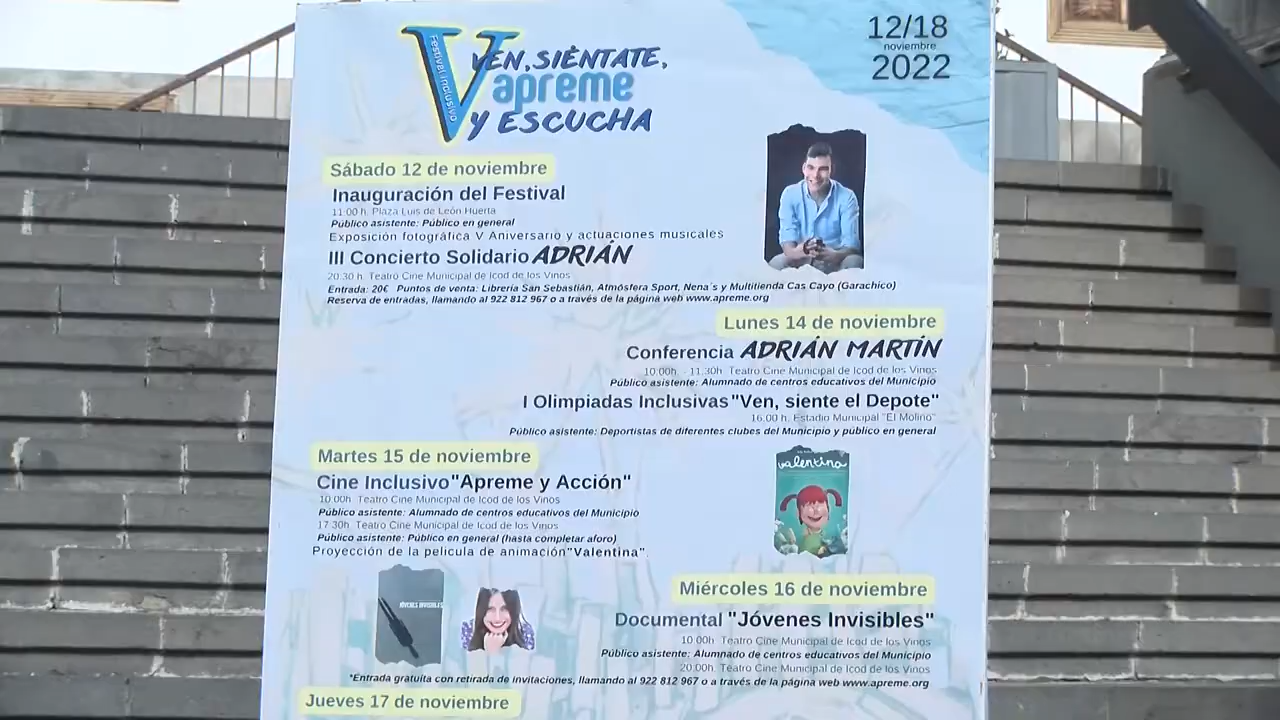 12/18
noviembre
2022
V
Festival Inclusivo
VEN, SIÉNTATE,
apreme
Y ESCUCHA
Sábado 12 de noviembre
Inauguración del Festival
11:00 h. Plaza Luis de León Huerta
Público asistente: Público en general
Exposición fotográfica V Aniversario y actuaciones musicales
III Concierto Solidario ADRIÁN
20:30 h. Teatro Cine Municipal de Icod de los Vinos
Entrada: 20€ Puntos de venta: Librería San Sebastián, Atmósfera Sport, Nena´s y Multitienda Cas Cayo (Garachico)
Reserva de entradas, llamando al 922 812 967 o a través de la página web www.apreme.org
Lunes 14 de noviembre
Conferencia ADRIÁN MARTÍN
10:00h. - 11:30h. Teatro Cine Municipal de Icod de los Vinos
Público asistente: Alumnado de centros educativos del Municipio
I Olimpiadas Inclusivas "Ven, siente el Depote"
16:00 h. Estadio Municipal "El Molino"
Público asistente: Deportistas de diferentes clubes del Municipio y público en general
Martes 15 de noviembre
Cine Inclusivo "Apreme y Acción"
10:00h. Teatro Cine Municipal de Icod de los Vinos
Público asistente: Alumnado de centros educativos del Municipio
17:30h. Teatro Cine Municipal de Icod de los Vinos
Público asistente: Público en general (hasta completar aforo)
Proyección de la película de animación "Valentina".
valentina
JÓVENES INVISIBLES
Miércoles 16 de noviembre
Documental "Jóvenes Invisibles"
10:00h. Teatro Cine Municipal de Icod de los Vinos
Público asistente: Alumnado de centros educativos del Municipio
20:00h. Teatro Cine Municipal de Icod de los Vinos
*Entrada gratuita con retirada de invitaciones, llamando al 922 812 967 o a través de la página web www.apreme.org
Jueves 17 de noviembre